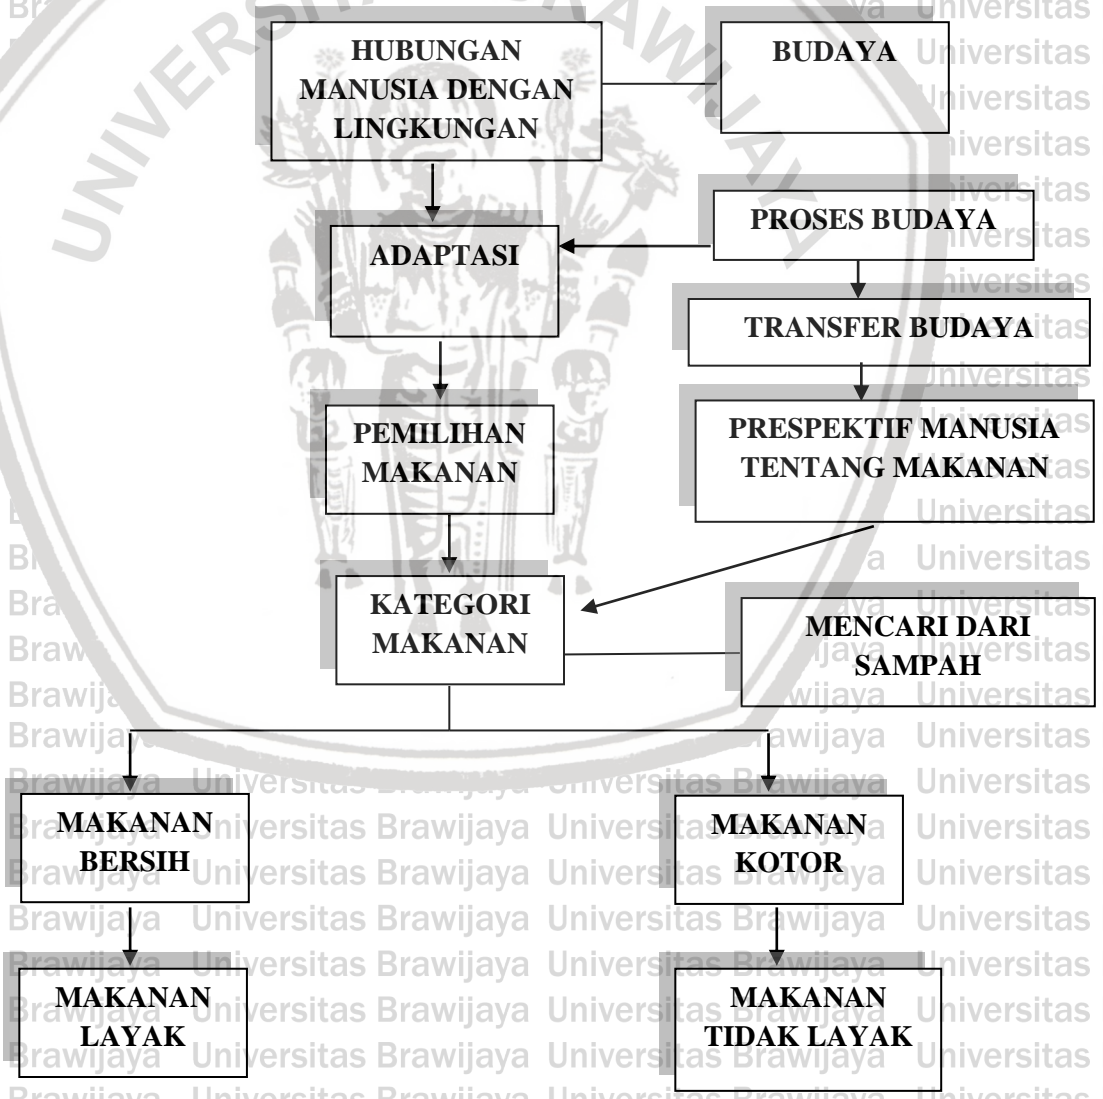 HUBUNGAN
MANUSIA DENGAN
LINGKUNGAN
BUDAYA
PROSES BUDAYA
ADAPTASI
TRANSFER BUDAYA
PEMILIHAN
MAKANAN
PRESPEKTIF MANUSIA
TENTANG MAKANAN
KATEGORI
MAKANAN
MENCARI DARI
SAMPAH
MAKANAN
BERSIH
MAKANAN
KOTOR
MAKANAN
LAYAK
MAKANAN
TIDAK LAYAK